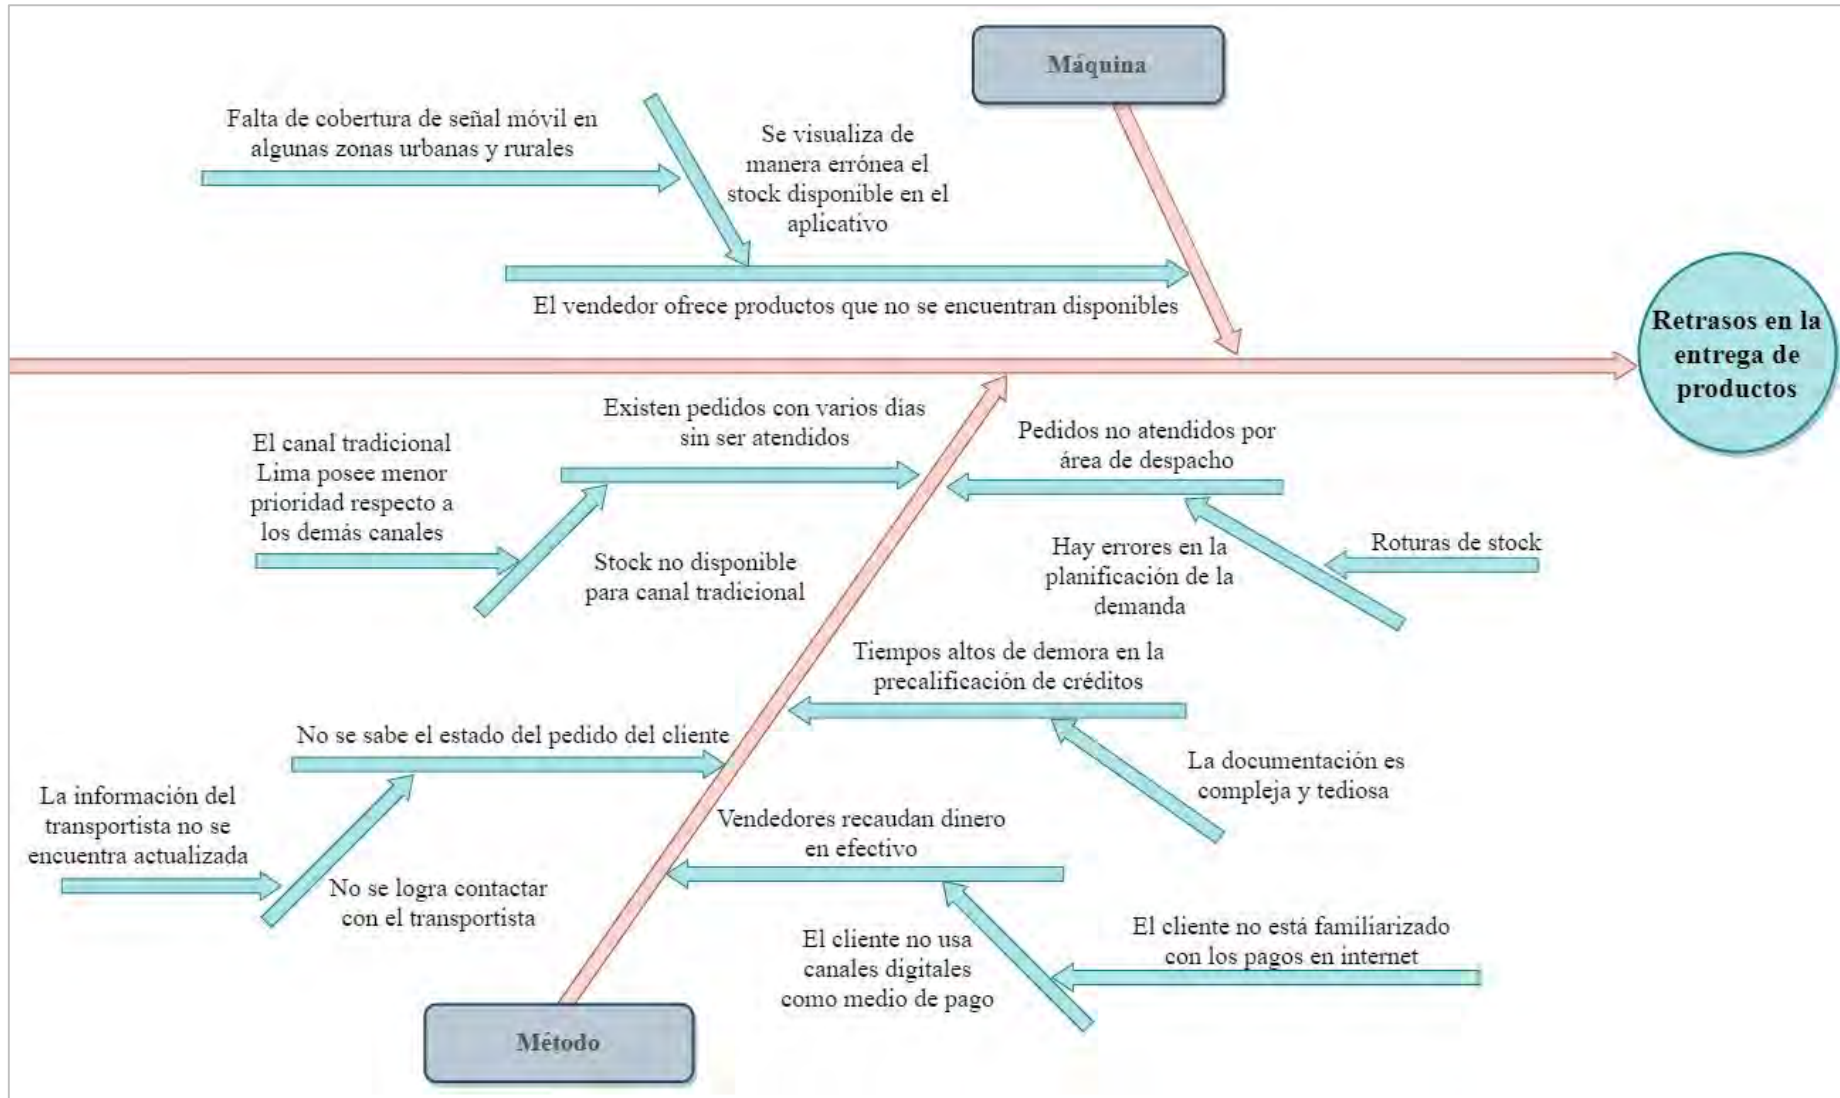 Máquina
Falta de cobertura de señal móvil en
algunas zonas urbanas y rurales
Se visualiza de
manera errónea el
stock disponible en el
aplicativo
El vendedor ofrece productos que no se encuentran disponibles
Retrasos en la
entrega de
productos
Existen pedidos con varios días
sin ser atendidos
El canal tradicional
Lima posee menor
prioridad respecto a
los demás canales
Stock no disponible
para canal tradicional
Pedidos no atendidos por
área de despacho
Hay errores en la
planificación de la
demanda
Roturas de stock
Tiempos altos de demora en la
precalificación de créditos
La documentación es
compleja y tediosa
No se sabe el estado del pedido del cliente
La información del
transportista no se
encuentra actualizada
No se logra contactar
con el transportista
Vendedores recaudan dinero
en efectivo
El cliente no usa
canales digitales
como medio de pago
El cliente no está familiarizado
con los pagos en internet
Método